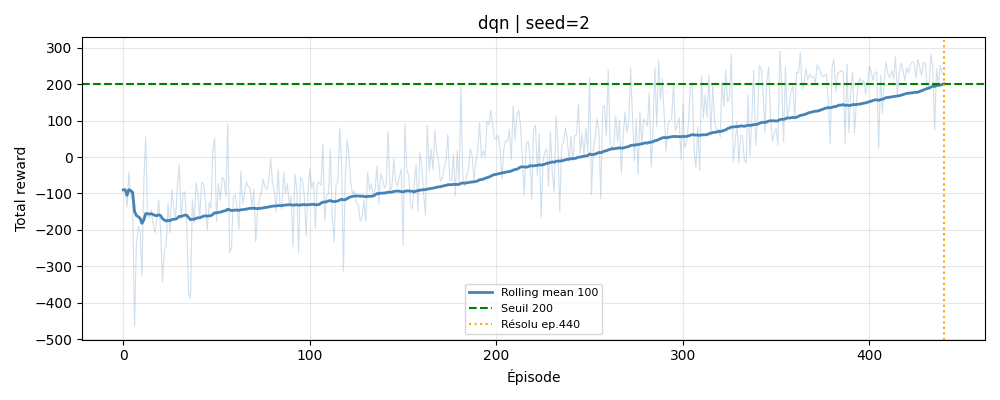 dqn | seed=2
Total reward
300
200
100
0
−100
−200
−300
−400
−500
Rolling mean 100
Seuil 200
Résolu ep.440
0
100
200
300
400
Épisode